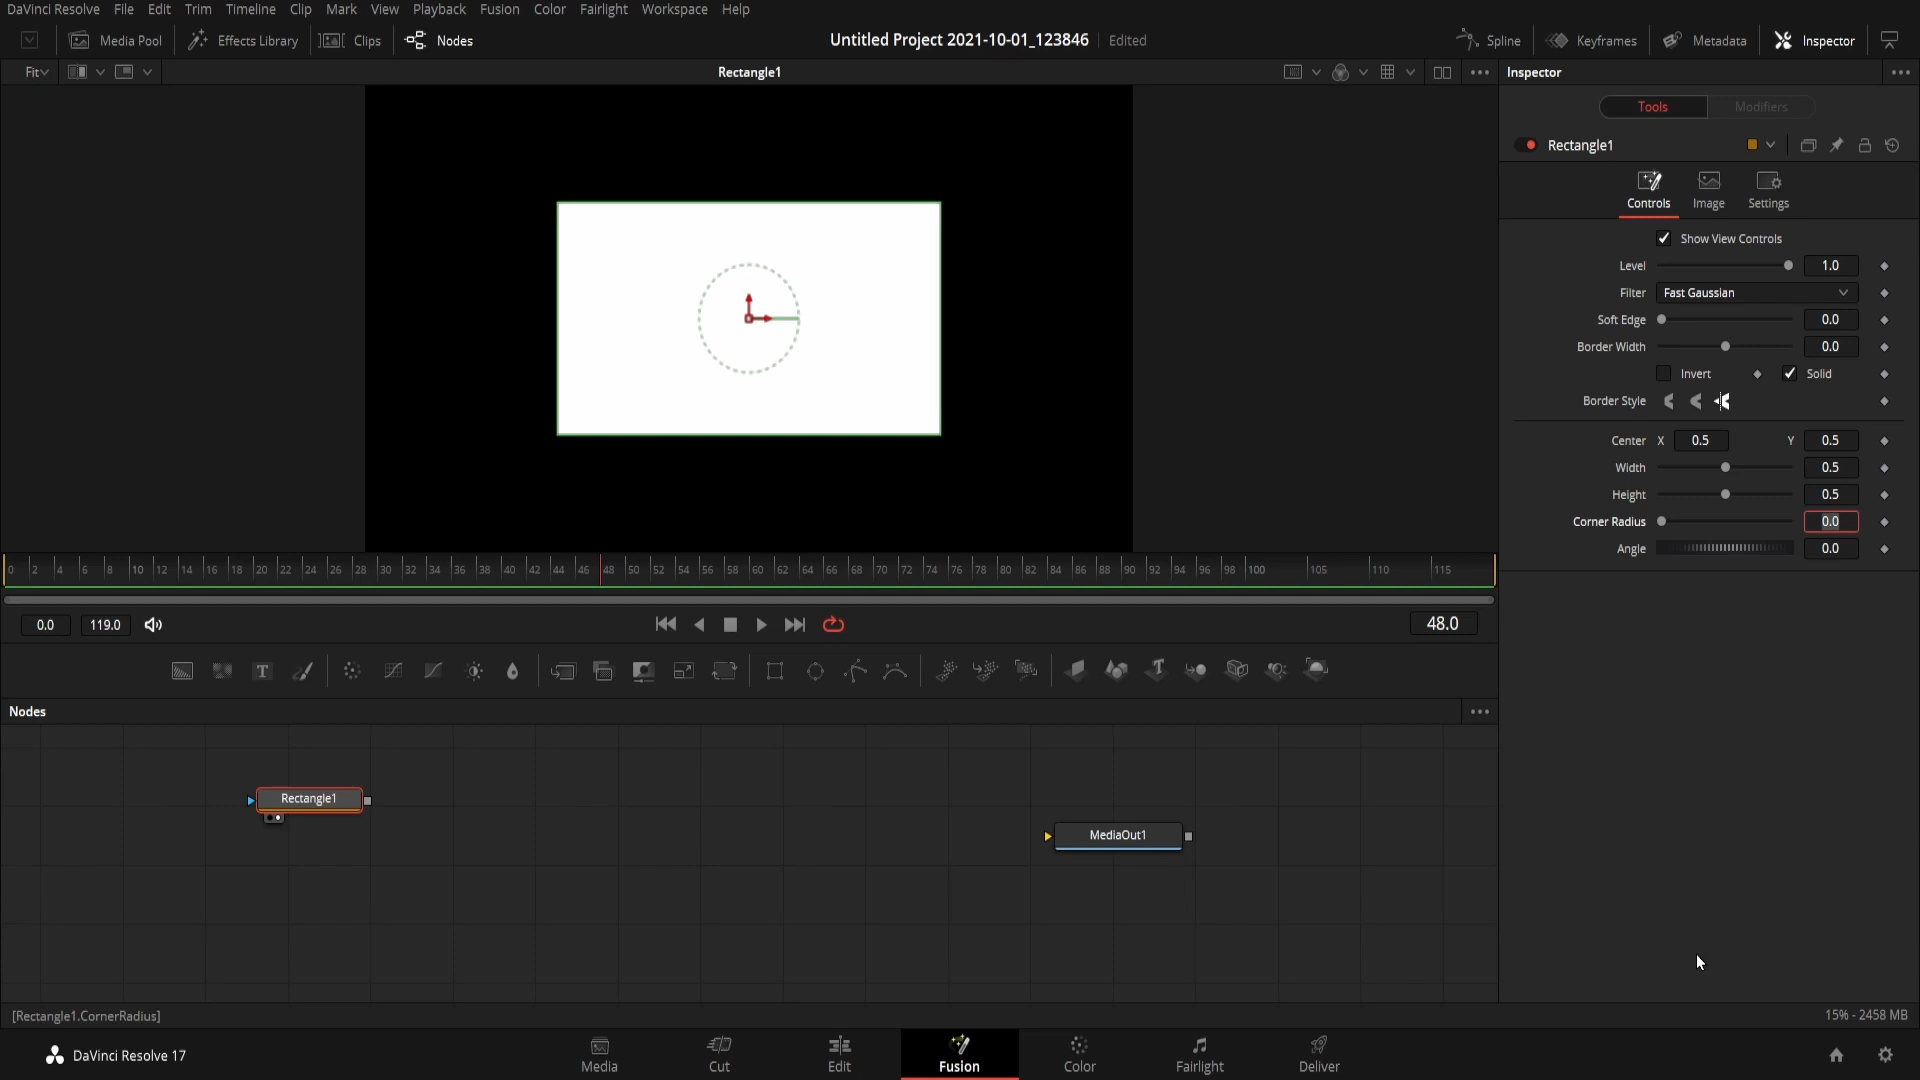 DaVinci Resolve File Edit Trim Timeline Clip Mark View Playback Fusion Color Fairlight Workspace Help
Media Pool Effects Library Clips Nodes Untitled Project 2021-10-01_123846 Edited Spline Keyframes Metadata Inspector
Fit Rectangle1 Inspector
Tools Modifiers
Rectangle1
Controls Image Settings
Show View Controls
Level 1.0
Filter Fast Gaussian
Soft Edge 0.0
Border Width 0.0
Invert Solid
Border Style
Center X 0.5 Y 0.5
Width 0.5
Height 0.5
Corner Radius 0.0
Angle 0.0
0 2 4 6 8 10 12 14 16 18 20 22 24 26 28 30 32 34 36 38 40 42 44 46 48 50 52 54 56 58 60 62 64 66 68 70 72 74 76 78 80 82 84 86 88 90 92 94 96 98 100 105 110 115
0.0 119.0 48.0
T
Nodes
Rectangle1
MediaOut1
[Rectangle1.CornerRadius] 15% - 2458 MB
DaVinci Resolve 17 Media Cut Edit Fusion Color Fairlight Deliver